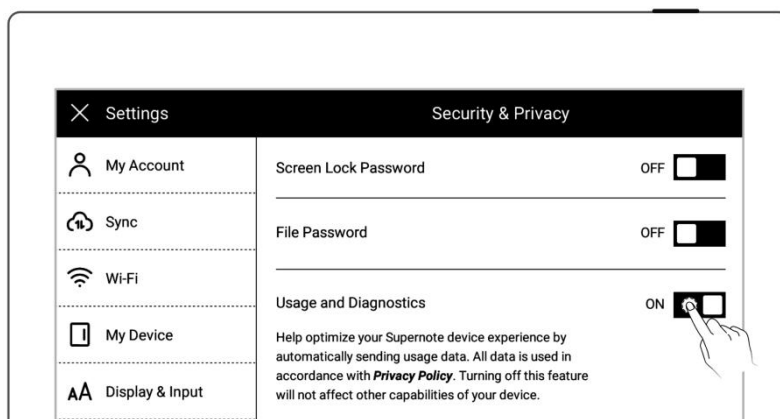 Settings
Security & Privacy
My Account
Sync
Wi-Fi
My Device
Display & Input
Screen Lock Password
OFF
File Password
OFF
Usage and Diagnostics
ON
Help optimize your Supernote device experience by
automatically sending usage data. All data is used in
accordance with Privacy Policy. Turning off this feature
will not affect other capabilities of your device.